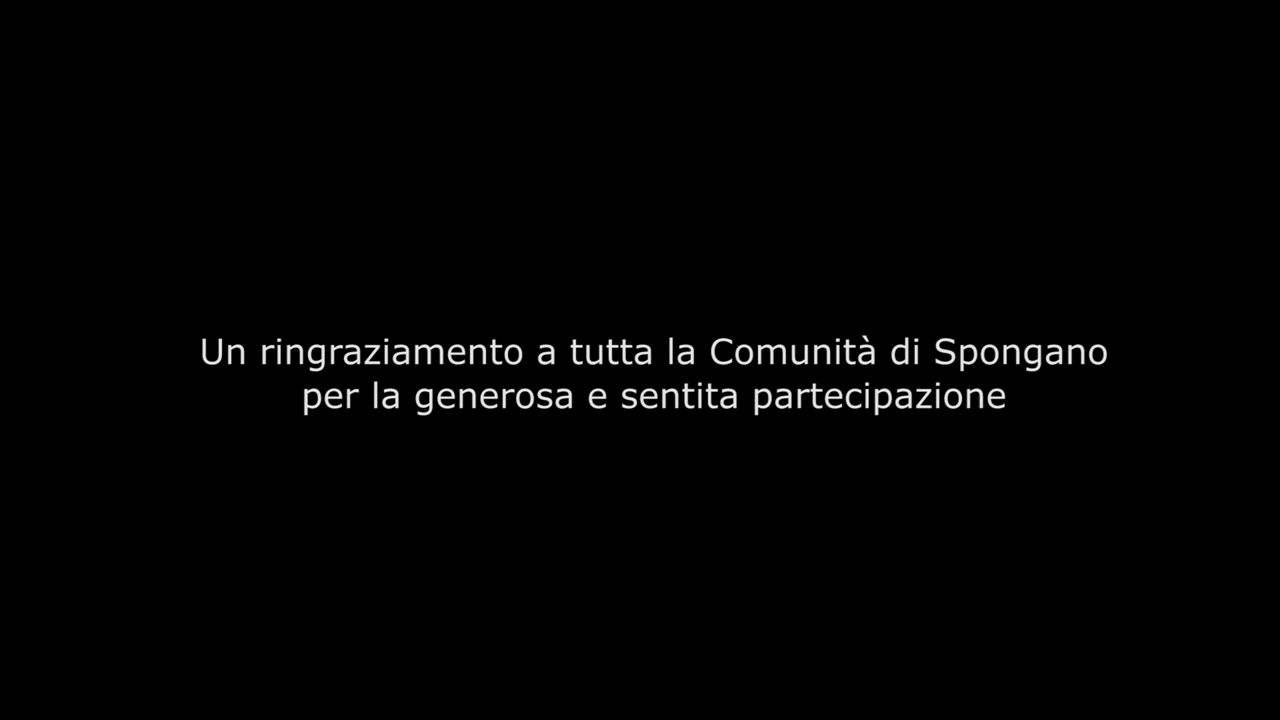 Un ringraziamento a tutta la Comunità di Spongano
per la generosa e sentita partecipazione